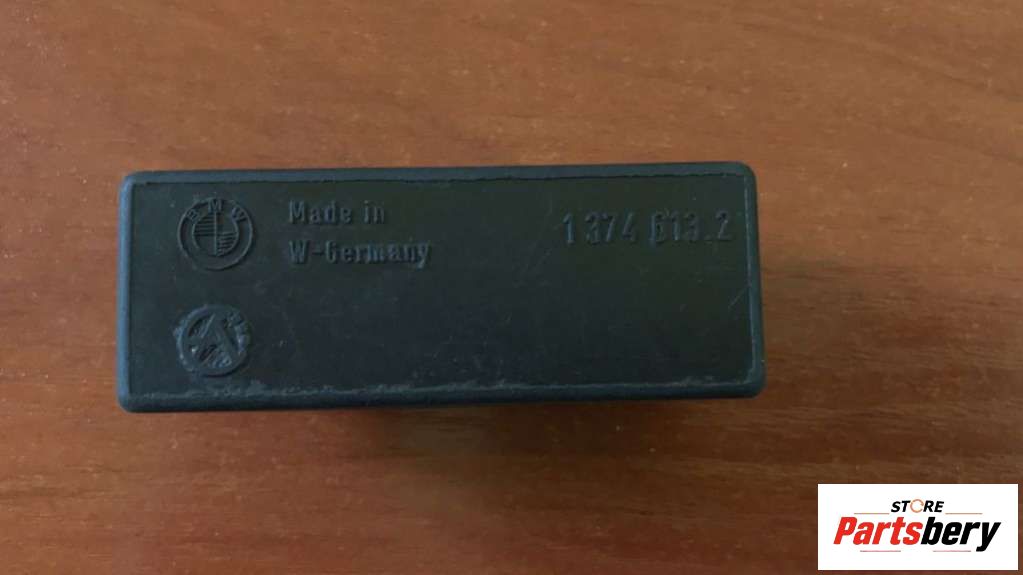 BMW
Made in
W-Germany
1 374 613.2
STORE
Partsbery